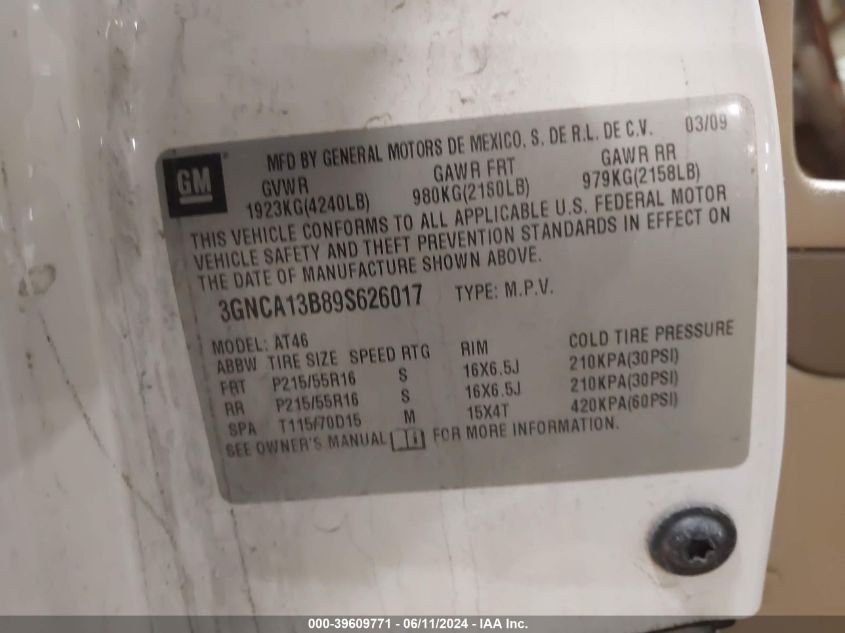 GM
MFD BY GENERAL MOTORS DE MEXICO, S. DE R.L. DE C.V. 03/09
GVWR GAWR FRT GAWR RR
1923KG(4240LB) 980KG(2160LB) 979KG(2158LB)
THIS VEHICLE CONFORMS TO ALL APPLICABLE U.S. FEDERAL MOTOR
VEHICLE SAFETY AND THEFT PREVENTION STANDARDS IN EFFECT ON
THE DATE OF MANUFACTURE SHOWN ABOVE.
3GNCA13B89S626017 TYPE: M.P.V.
MODEL: AT46
ABBW TIRE SIZE SPEED RTG RIM COLD TIRE PRESSURE
FRT P215/55R16 S 16X6.5J 210KPA(30PSI)
RR P215/55R16 S 16X6.5J 210KPA(30PSI)
SPA T115/70D15 M 15X4T 420KPA(60PSI)
SEE OWNER'S MANUAL FOR MORE INFORMATION.
000-39609771 - 06/11/2024 - IAA Inc.